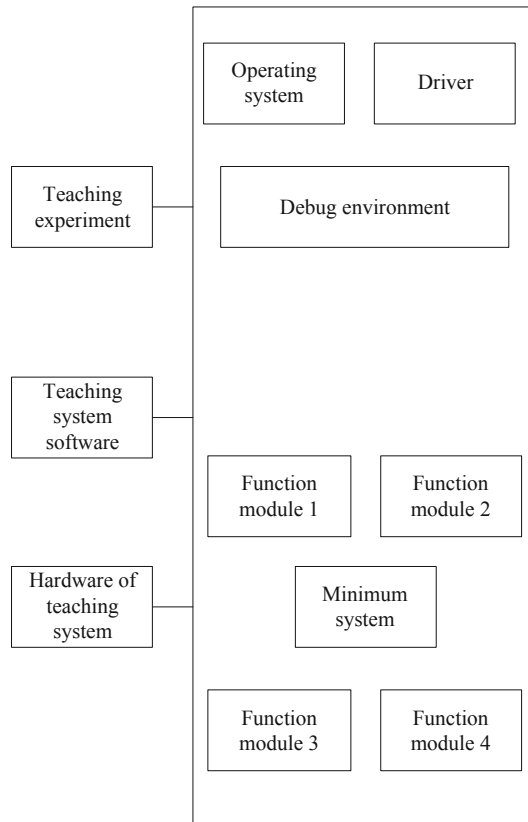 Operating
system
Driver
Teaching
experiment
Debug environment
Teaching
system
software
Function
module 1
Function
module 2
Hardware of
teaching
system
Minimum
system
Function
module 3
Function
module 4